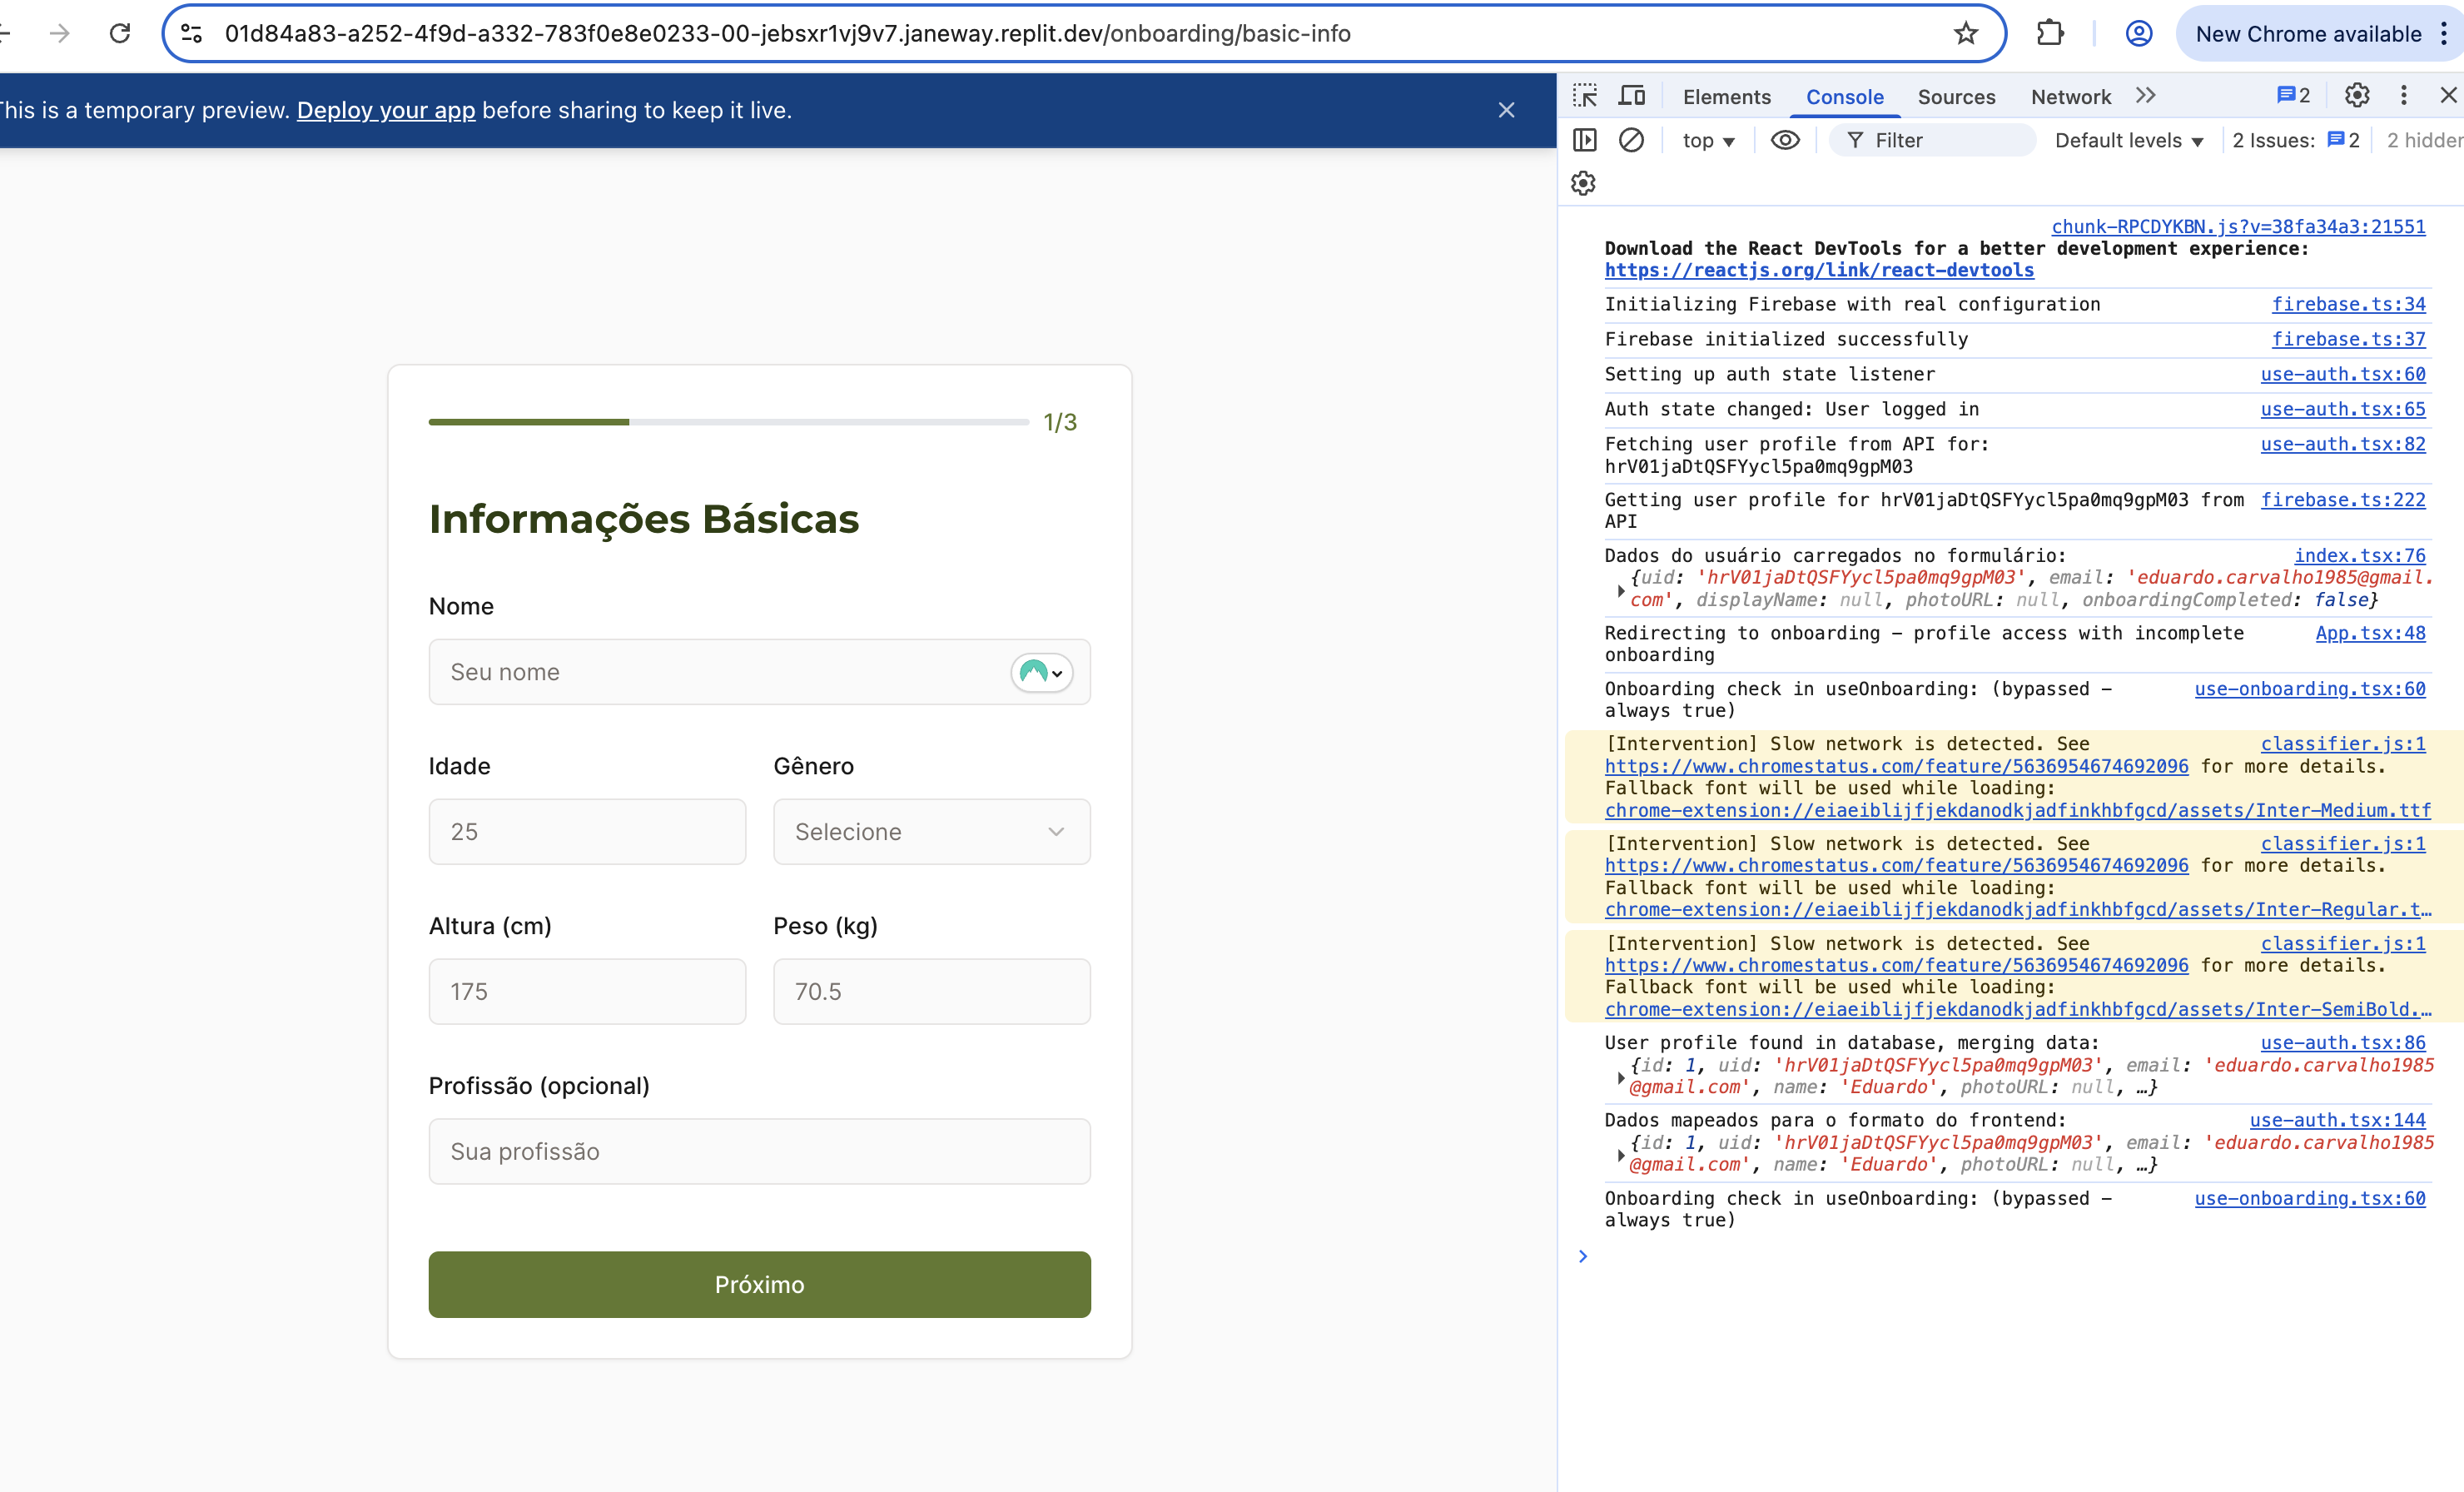 01d84a83-a252-4f9d-a332-783f0e8e0233-00-jebsxr1vj9v7.janeway.replit.dev/onboarding/basic-info
New Chrome available
This is a temporary preview. Deploy your app before sharing to keep it live.
1/3
Informações Básicas
Nome
Seu nome
Idade
Gênero
25
Selecione
Altura (cm)
Peso (kg)
175
70.5
Profissão (opcional)
Sua profissão
Próximo
Elements
Console
Sources
Network
2
top
Filter
Default levels
2 Issues:
2
2 hidden
chunk-RPCDYKBN.js?v=38fa34a3:21551
Download the React DevTools for a better development experience:
https://reactjs.org/link/react-devtools
Initializing Firebase with real configuration firebase.ts:34
Firebase initialized successfully firebase.ts:37
Setting up auth state listener use-auth.tsx:60
Auth state changed: User logged in use-auth.tsx:65
Fetching user profile from API for: use-auth.tsx:82
hrV01jaDtQSFYycl5pa0mq9gpM03
Getting user profile for hrV01jaDtQSFYycl5pa0mq9gpM03 from firebase.ts:222
API
Dados do usuário carregados no formulário: index.tsx:76
{uid: 'hrV01jaDtQSFYycl5pa0mq9gpM03', email: 'eduardo.carvalho1985@gmail.
com', displayName: null, photoURL: null, onboardingCompleted: false}
Redirecting to onboarding - profile access with incomplete App.tsx:48
onboarding
Onboarding check in useOnboarding: (bypassed - use-onboarding.tsx:60
always true)
[Intervention] Slow network is detected. See classifier.js:1
https://www.chromestatus.com/feature/5636954674692096 for more details.
Fallback font will be used while loading:
chrome-extension://eiaeiblijfjekdanodkjadfinkhbfgcd/assets/Inter-Medium.ttf
[Intervention] Slow network is detected. See classifier.js:1
https://www.chromestatus.com/feature/5636954674692096 for more details.
Fallback font will be used while loading:
chrome-extension://eiaeiblijfjekdanodkjadfinkhbfgcd/assets/Inter-Regular.t…
[Intervention] Slow network is detected. See classifier.js:1
https://www.chromestatus.com/feature/5636954674692096 for more details.
Fallback font will be used while loading:
chrome-extension://eiaeiblijfjekdanodkjadfinkhbfgcd/assets/Inter-SemiBold.…
User profile found in database, merging data: use-auth.tsx:86
{id: 1, uid: 'hrV01jaDtQSFYycl5pa0mq9gpM03', email: 'eduardo.carvalho1985
@gmail.com', name: 'Eduardo', photoURL: null, …}
Dados mapeados para o formato do frontend: use-auth.tsx:144
{id: 1, uid: 'hrV01jaDtQSFYycl5pa0mq9gpM03', email: 'eduardo.carvalho1985
@gmail.com', name: 'Eduardo', photoURL: null, …}
Onboarding check in useOnboarding: (bypassed - use-onboarding.tsx:60
always true)